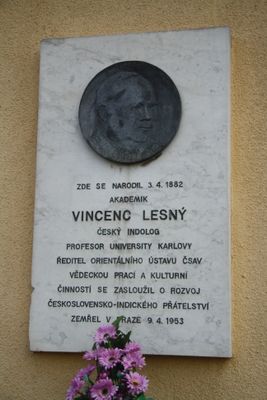 ZDE SE NARODIL 3. 4. 1882
AKADEMIK
VINCENC LESNÝ
ČESKÝ INDOLOG
PROFESOR UNIVERSITY KARLOVY
ŘEDITEL ORIENTÁLNÍHO ÚSTAVU ČSAV
VĚDECKOU PRACÍ A KULTURNÍ
ČINNOSTÍ SE ZASLOUŽIL O ROZVOJ
ČESKOSLOVENSKO-INDICKÉHO PŘÁTELSTVÍ
ZEMŘEL V PRAZE 9. 4. 1953